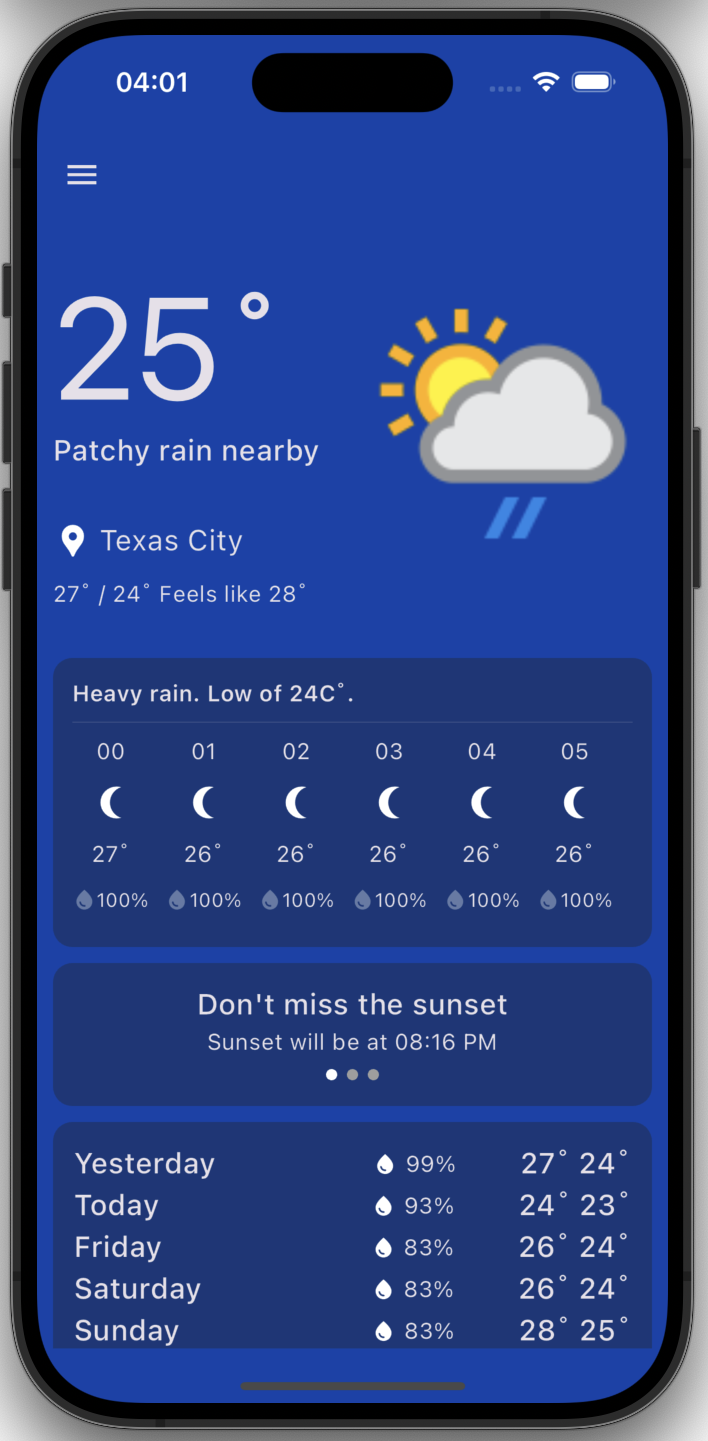 04:01
25°
Patchy rain nearby
Texas City
27° / 24° Feels like 28°
Heavy rain. Low of 24C°.
00 01 02 03 04 05
27° 26° 26° 26° 26° 26°
100% 100% 100% 100% 100% 100%
Don't miss the sunset
Sunset will be at 08:16 PM
Yesterday 99% 27° 24°
Today 93% 24° 23°
Friday 83% 26° 24°
Saturday 83% 26° 24°
Sunday 83% 28° 25°